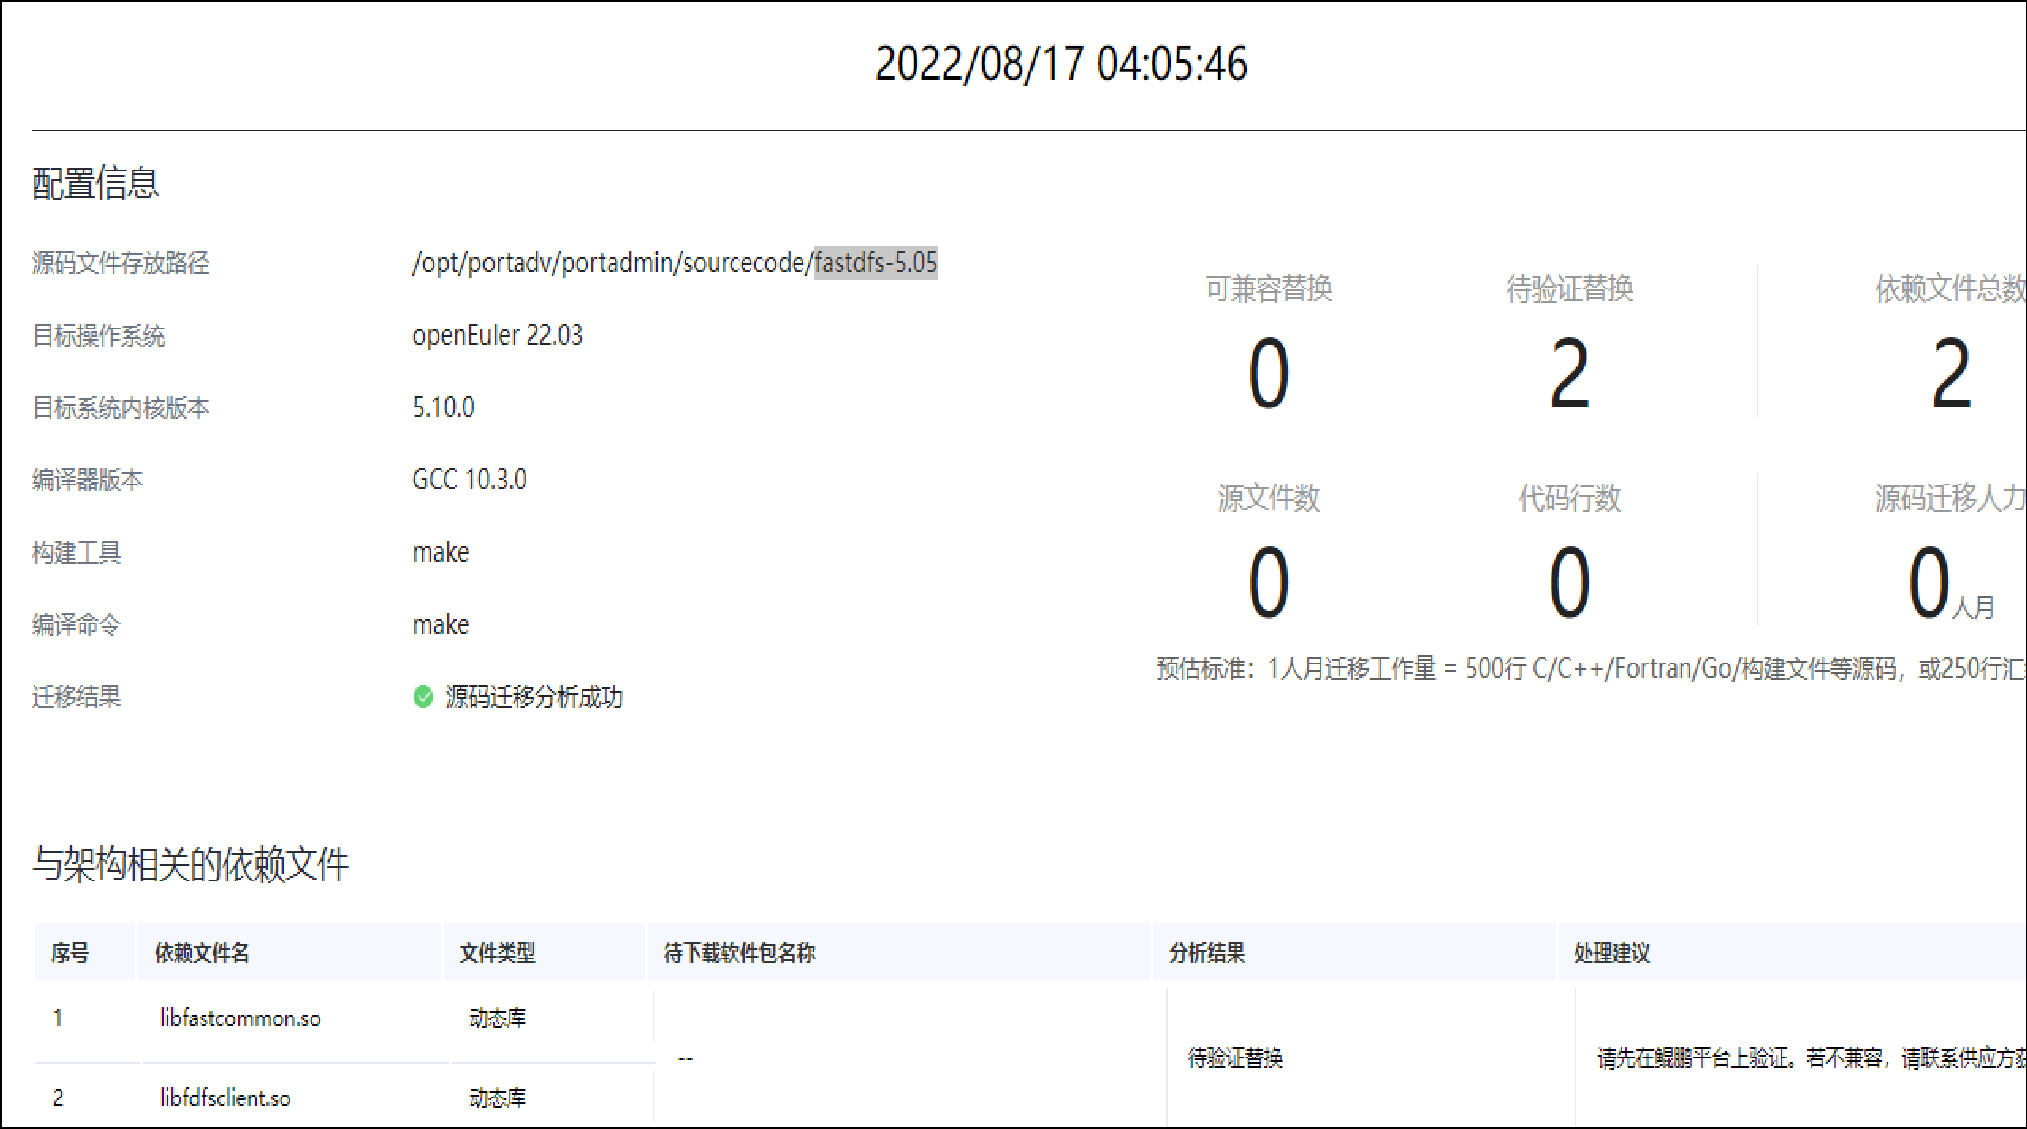 2022/08/17 04:05:46
配置信息
源码文件存放路径 /opt/portadv/portadmin/sourcecode/fastdfs-5.05
目标操作系统 openEuler 22.03
目标系统内核版本 5.10.0
编译器版本 GCC 10.3.0
构建工具 make
编译命令 make
迁移结果 源码迁移分析成功
可兼容替换 待验证替换 依赖文件总数
0 2 2
源文件数 代码行数 源码迁移人力
0 0 0人月
预估标准：1人月迁移工作量 = 500行 C/C++/Fortran/Go/构建文件等源码，或250行汇
与架构相关的依赖文件
序号 依赖文件名 文件类型 待下载软件包名称 分析结果 处理建议
1 libfastcommon.so 动态库
-- 待验证替换 请先在鲲鹏平台上验证。若不兼容，请联系供应方获
2 libfdfsclient.so 动态库